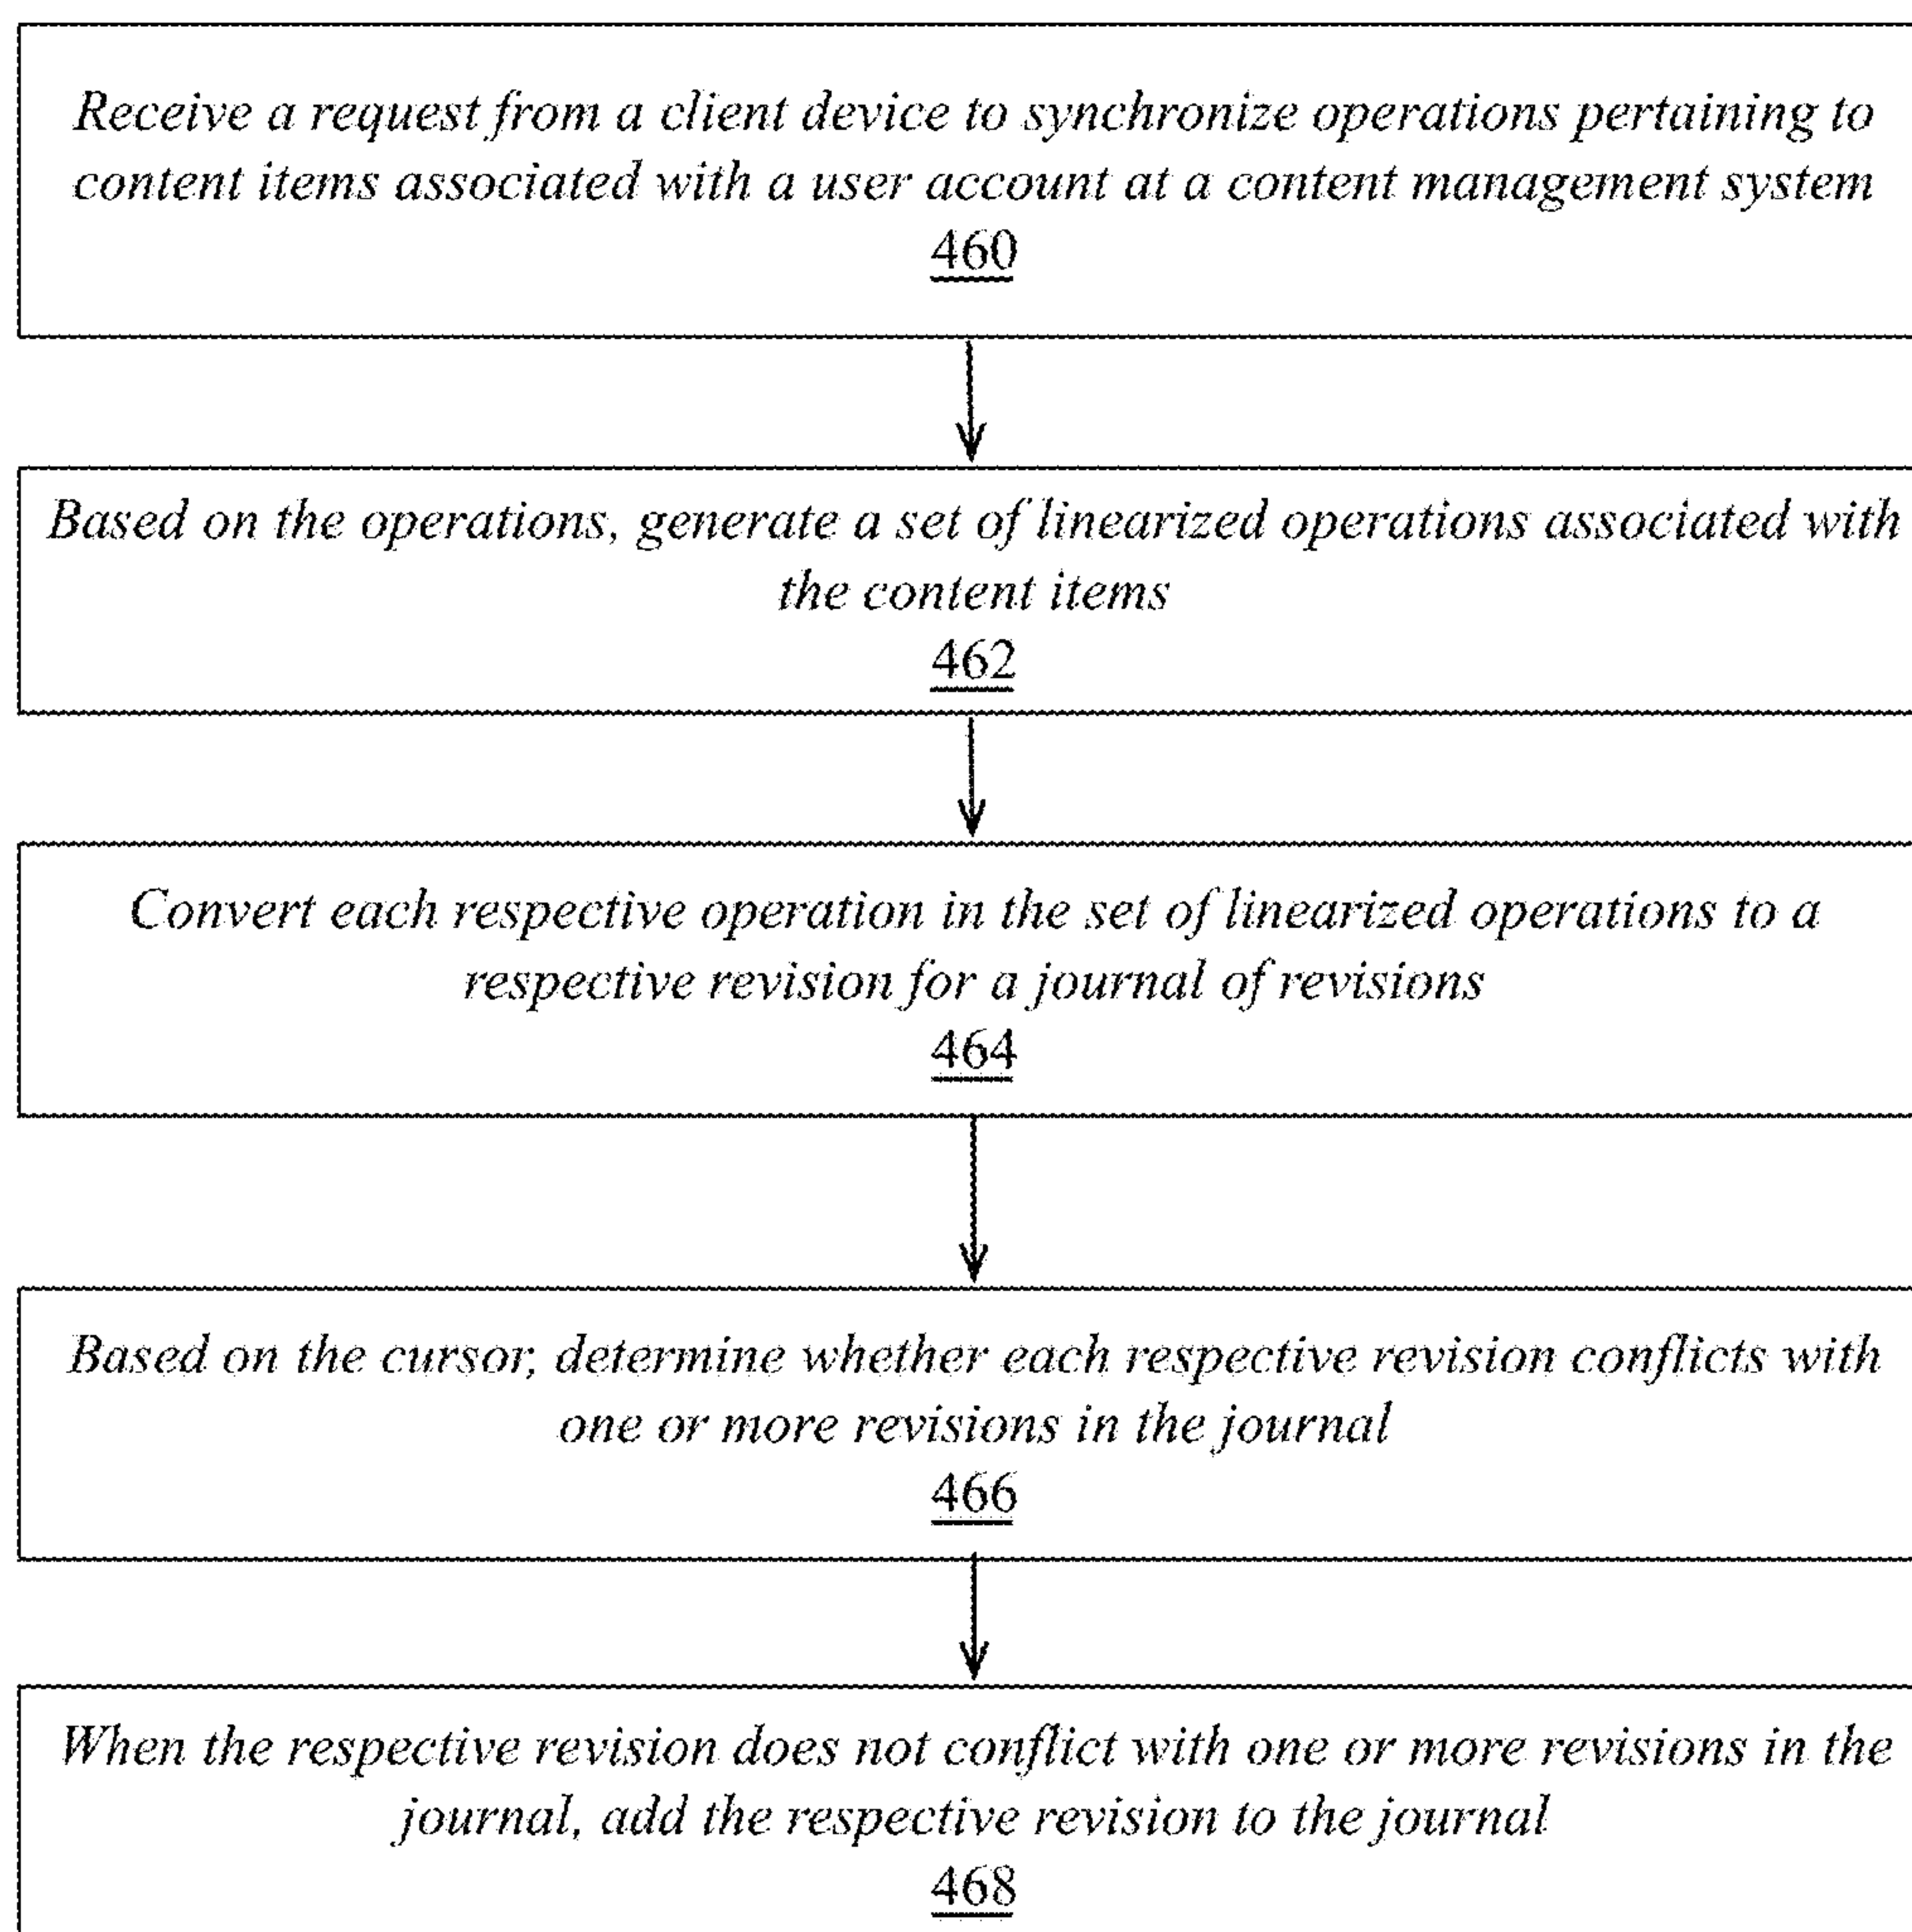 Receive a request from a client device to synchronize operations pertaining to
content items associated with a user account at a content management system
460
Based on the operations, generate a set of linearized operations associated with
the content items
462
Convert each respective operation in the set of linearized operations to a
respective revision for a journal of revisions
464
Based on the cursor, determine whether each respective revision conflicts with
one or more revisions in the journal
466
When the respective revision does not conflict with one or more revisions in the
journal, add the respective revision to the journal
468